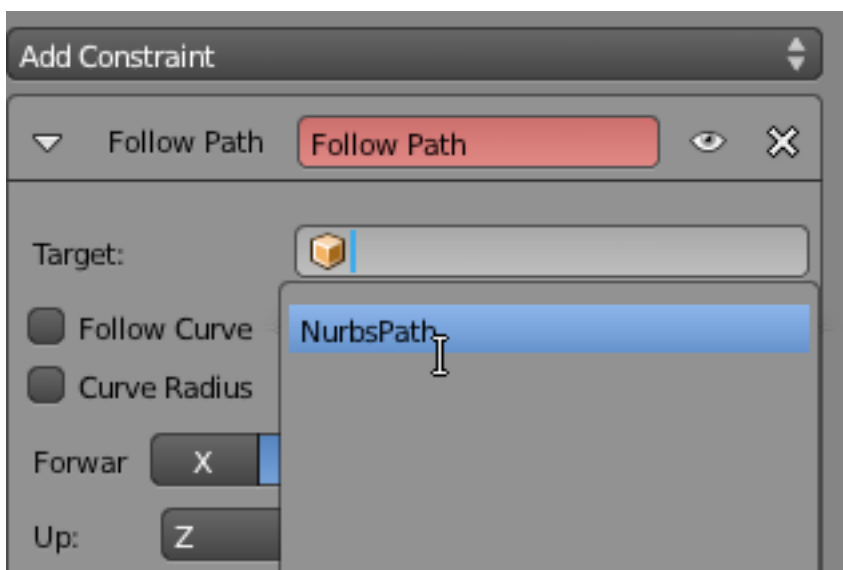 Add Constraint
Follow Path Follow Path
Target:
Follow Curve
NurbsPath
Curve Radius
Forwar X
Up: Z